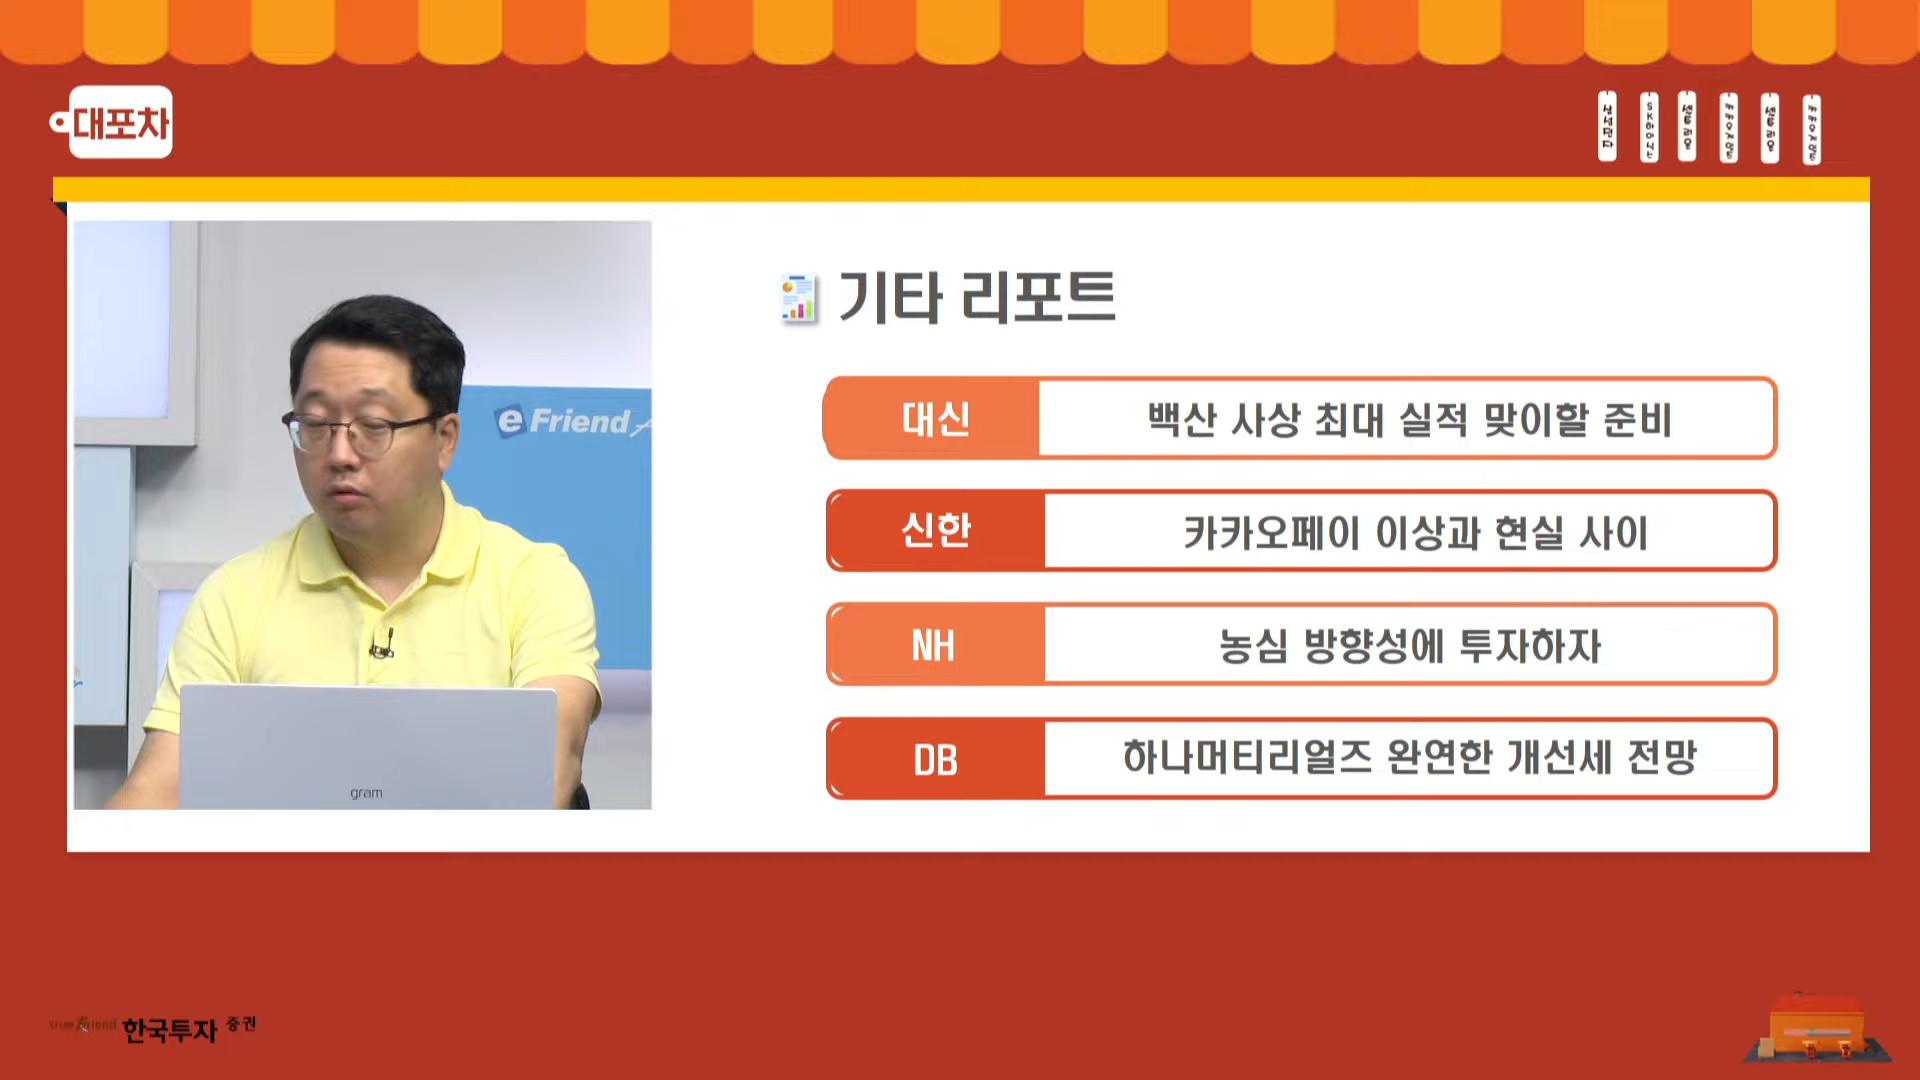 대포차
기타 리포트
대신 백산 사상 최대 실적 맞이할 준비
신한 카카오페이 이상과 현실 사이
NH 농심 방향성에 투자하자
DB 하나머티리얼즈 완연한 개선세 전망
e Friend
gram
true Friend 한국투자 증권